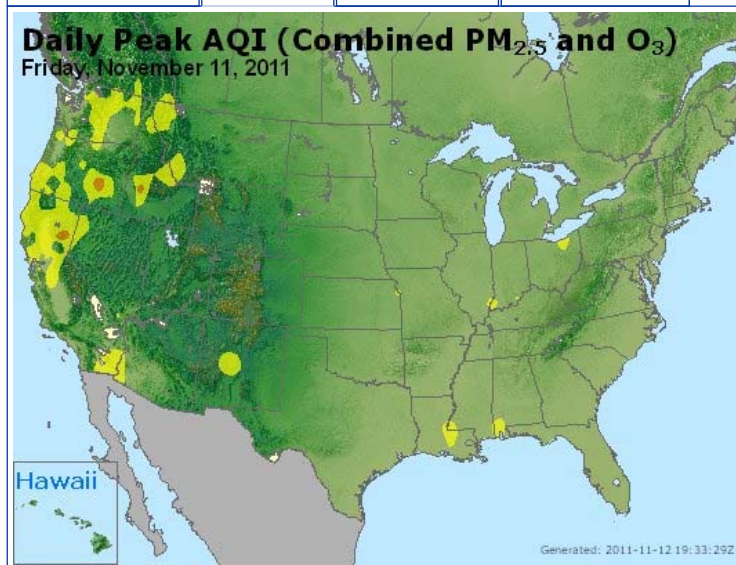 Daily Peak AQI (Combined PM2.5 and O3)
Friday, November 11, 2011
Hawaii
Generated: 2011-11-12 19:33:29Z